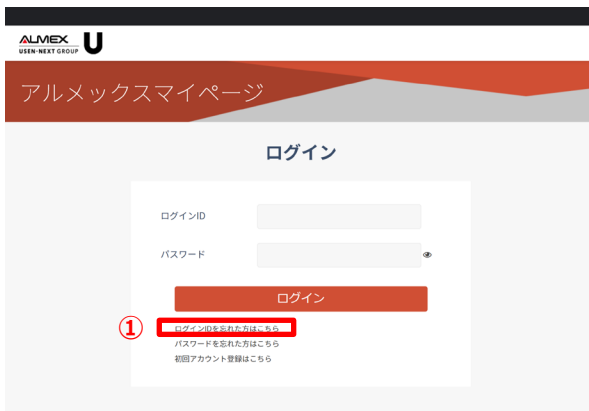 ALMEX
USEN-NEXT GROUP
U
アルメックスマイページ
ログイン
ログインID
パスワード
ログイン
①
ログインIDを忘れた方はこちら
パスワードを忘れた方はこちら
初回アカウント登録はこちら